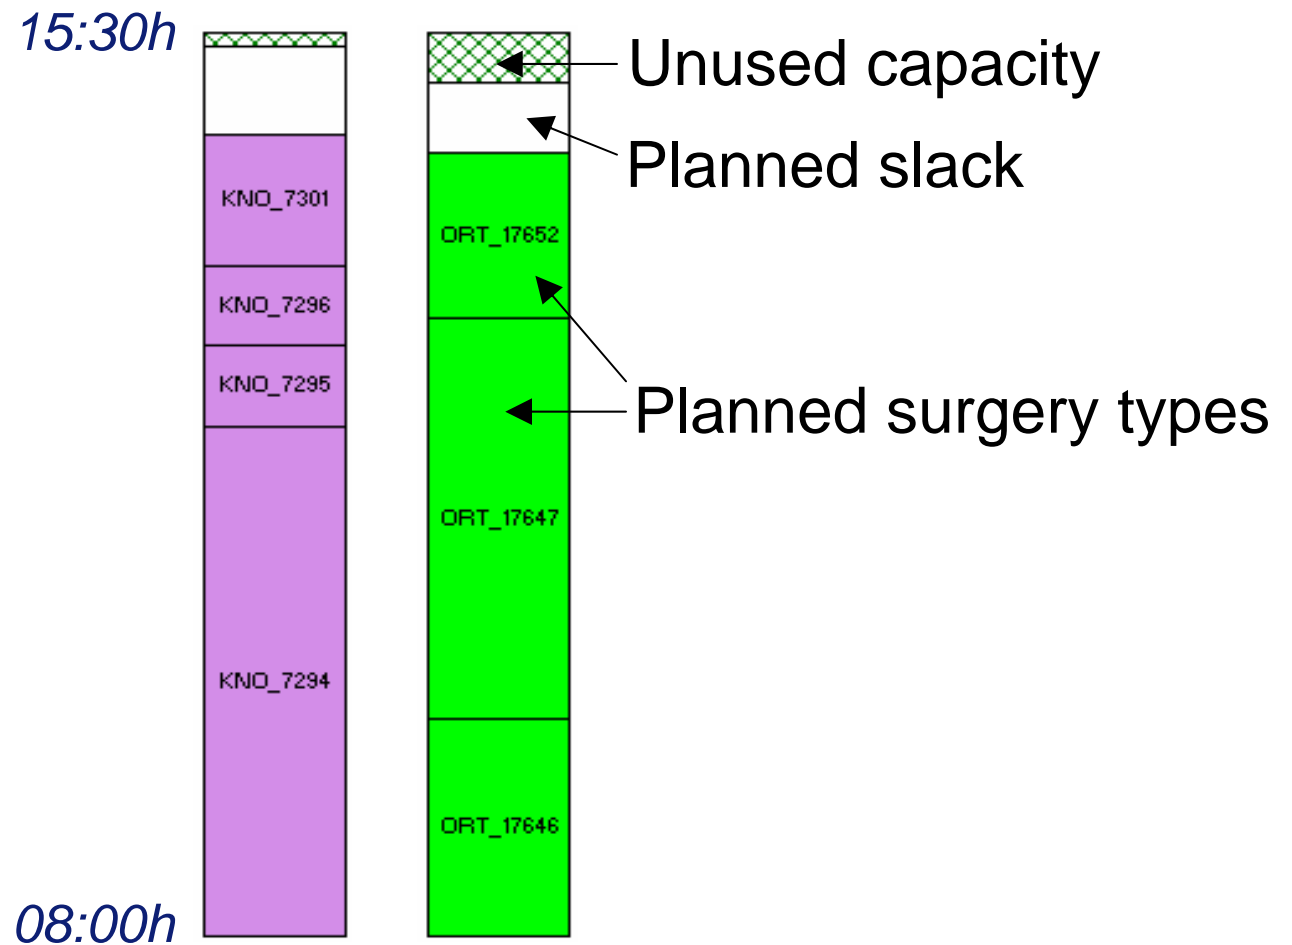 15:30h
Unused capacity
Planned slack
KNO_7301
ORT_17652
KNO_7296
KNO_7295
Planned surgery types
ORT_17647
KNO_7294
ORT_17646
08:00h